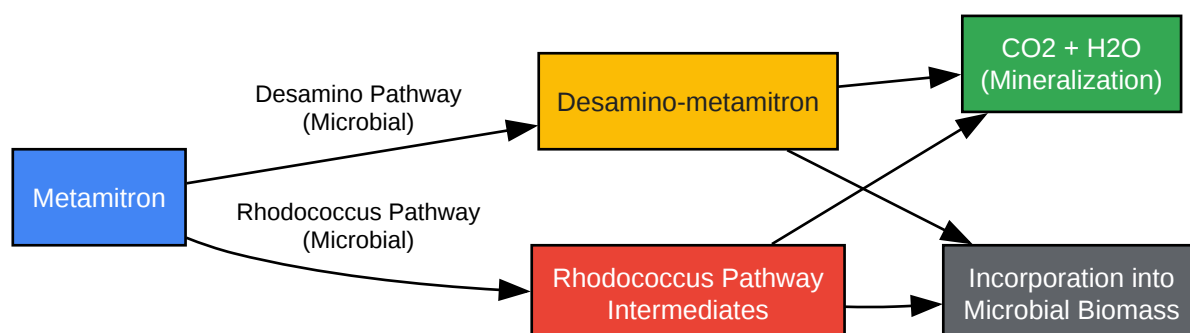 Metamitron
Desamino Pathway
(Microbial)
Rhodococcus Pathway
(Microbial)
Desamino-metamitron
Rhodococcus Pathway
Intermediates
CO2 + H2O
(Mineralization)
Incorporation into
Microbial Biomass